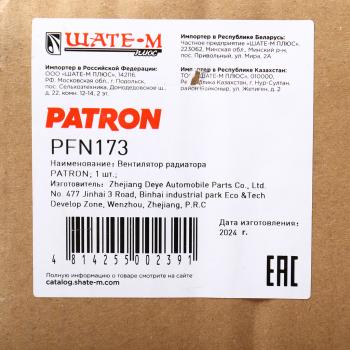 ШАТЕ-М
ПЛЮС
Импортер в Российскую Федерацию:
ООО «ШАТЕ-М ПЛЮС», 142116,
РФ, Московская обл., г. Подольск,
пос. Сельхозтехника, Домодедовское ш.,
д. 22, комн. 12-14, 2 эт.
Импортер в Республике Беларусь:
Частное предприятие «ШАТЕ-М ПЛЮС»,
223062, Минская обл., Минский р-н,
пос. Привольный, ул. Мира, 2А
Импортер в Республике Казахстан:
«ШАТЕ-М ПЛЮС», 010000,
Республика Казахстан, г. Нур-Султан,
ул. Жетиген, д. 2
PATRON
PFN173
Наименование: Вентилятор радиатора
PATRON; 1 шт.;
Изготовитель: Zhejiang Deye Automobile Parts Co., Ltd.
No. 477 Jinhai 3 Road, Binhai industrial park Eco &Tech
Develop Zone, Wenzhou, Zhejiang, P.R.C
Дата изготовления:
2024 г.
4 814255 002391
EAC
Полную информацию о товаре смотрите на сайте
catalog.shate-m.com